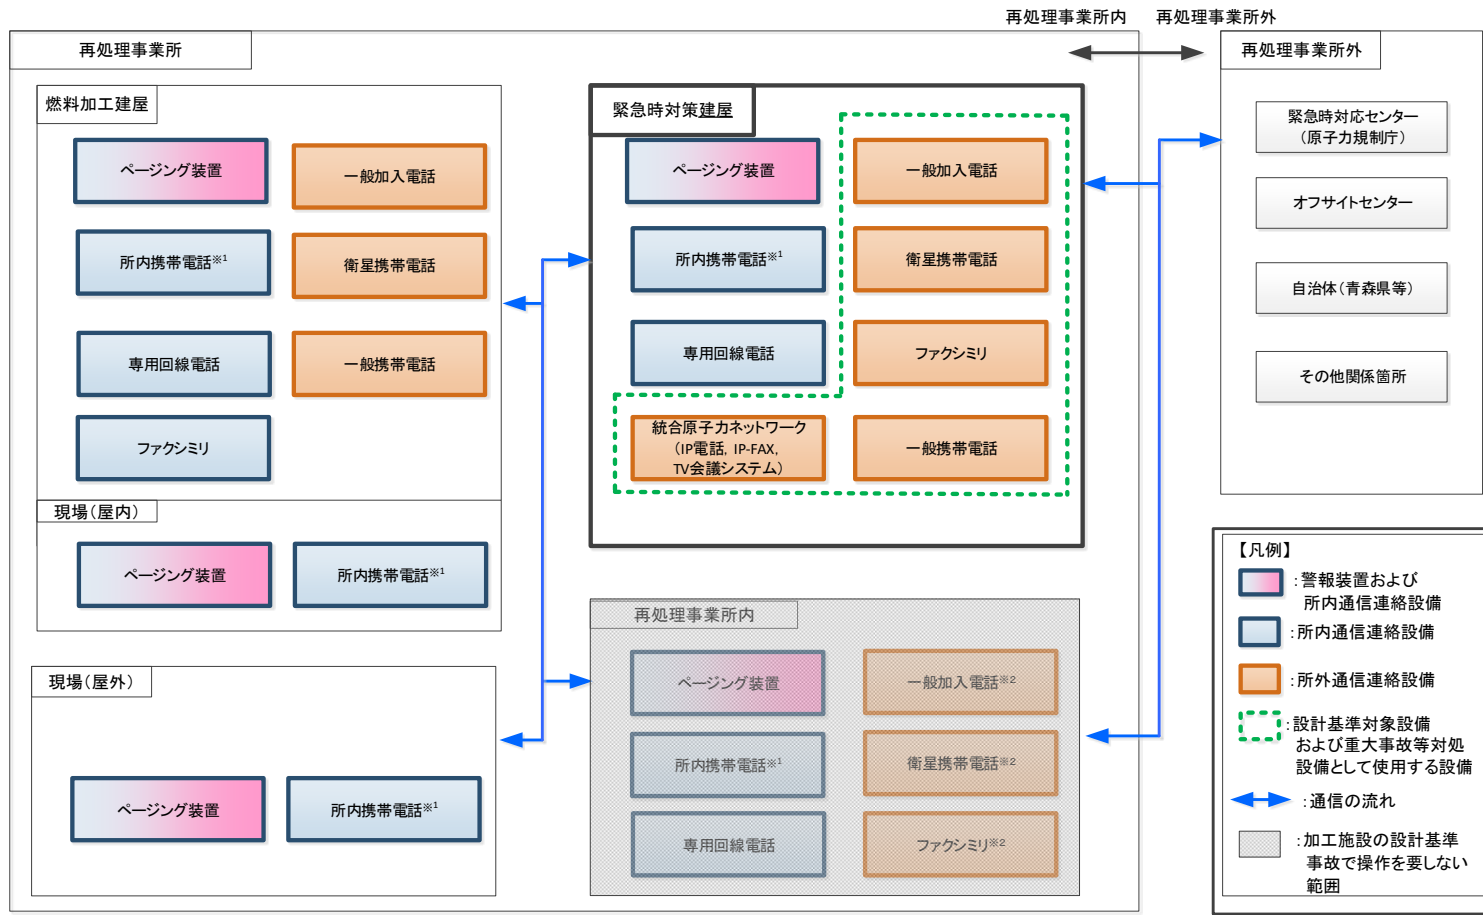 再処理事業所内　再処理事業所外
再処理事業所
燃料加工建屋
ページング装置
一般加入電話
所内携帯電話※1
衛星携帯電話
専用回線電話
一般携帯電話
ファクシミリ
現場(屋内)
ページング装置
所内携帯電話※1
現場(屋外)
ページング装置
所内携帯電話※1
緊急時対策建屋
ページング装置
一般加入電話
所内携帯電話※1
衛星携帯電話
専用回線電話
ファクシミリ
統合原子力ネットワーク
(IP電話, IP-FAX,
TV会議システム)
一般携帯電話
再処理事業所内
ページング装置
一般加入電話※2
所内携帯電話※1
衛星携帯電話※2
専用回線電話
ファクシミリ※2
再処理事業所外
緊急時対応センター
(原子力規制庁)
オフサイトセンター
自治体(青森県等)
その他関係箇所
【凡例】
:警報装置および
所内通信連絡設備
:所内通信連絡設備
:所外通信連絡設備
:設計基準対象設備
および重大事故等対処
設備として使用する設備
:通信の流れ
:加工施設の設計基準
事故で操作を要しない
範囲